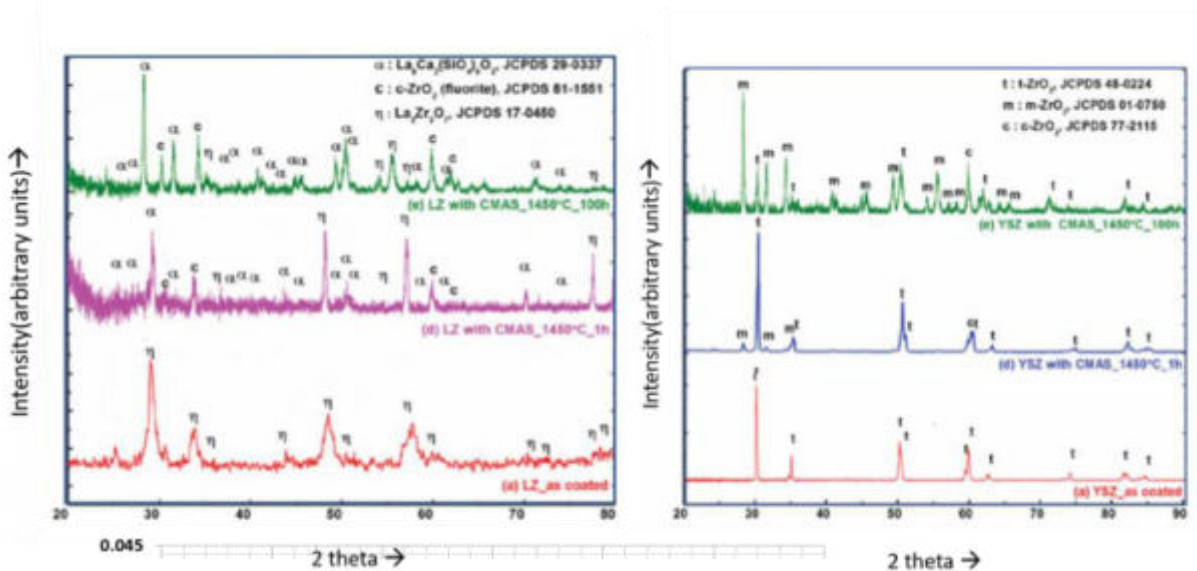 α : La₈Ca₂(SiO₄)₆O₂, JCPDS 29-0337
c : c-ZrO₂ (fluorite), JCPDS 81-1551
η : La₂Zr₂O₇, JCPDS 17-0450
(e) LZ with CMAS_1450°C_100h
(d) LZ with CMAS_1450°C_1h
(a) LZ_as coated
Intensity(arbitrary units)→
20 30 40 50 60 70 80
2 theta →
0.045
t : t-ZrO₂, JCPDS 48-0224
m : m-ZrO₂, JCPDS 01-0750
c : c-ZrO₂, JCPDS 77-2115
(e) YSZ with CMAS_1450°C_100h
(d) YSZ with CMAS_1450°C_1h
(a) YSZ_as coated
Intensity(arbitrary units)→
20 30 40 50 60 70 80 90
2 theta →